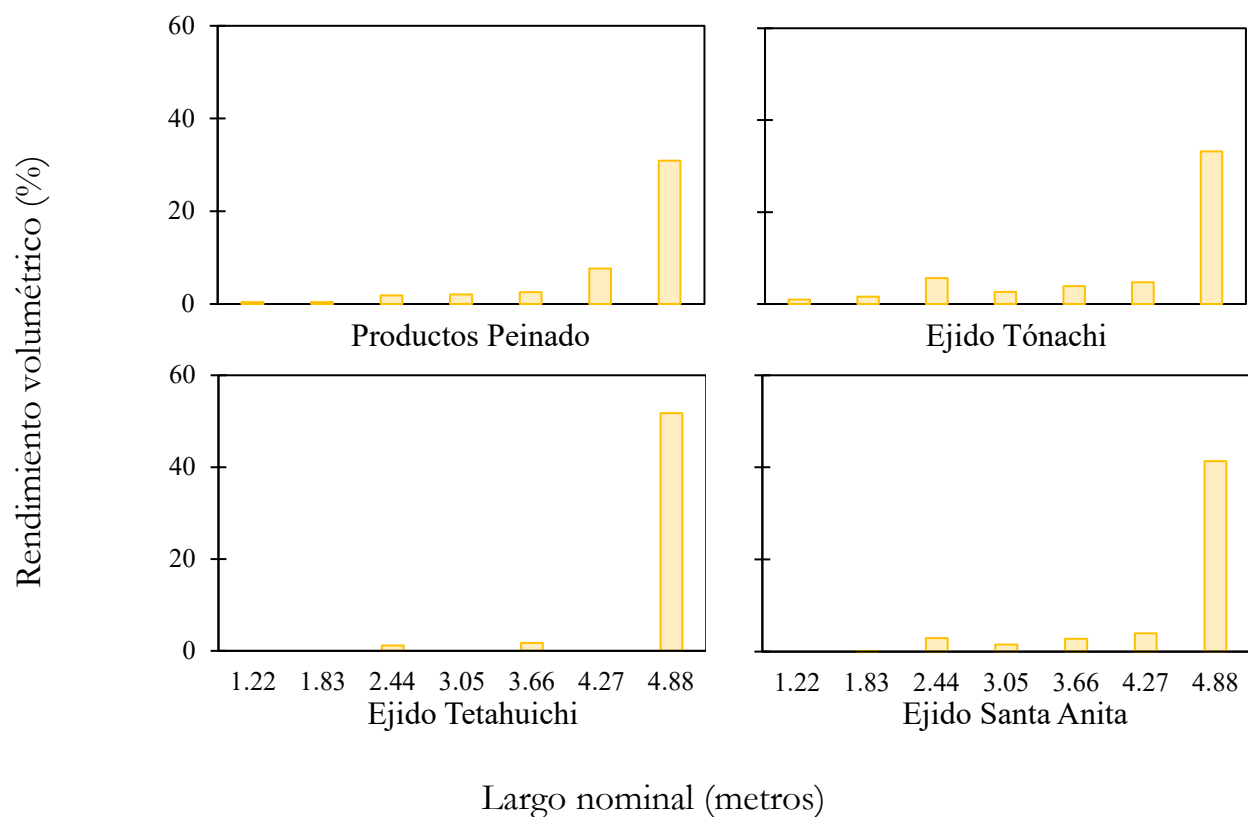 Rendimiento volumétrico (%)
60
40
20
0
Productos Peinado
Ejido Tónachi
60
40
20
0
1.22 1.83 2.44 3.05 3.66 4.27 4.88
Ejido Tetahuichi
1.22 1.83 2.44 3.05 3.66 4.27 4.88
Ejido Santa Anita
Largo nominal (metros)